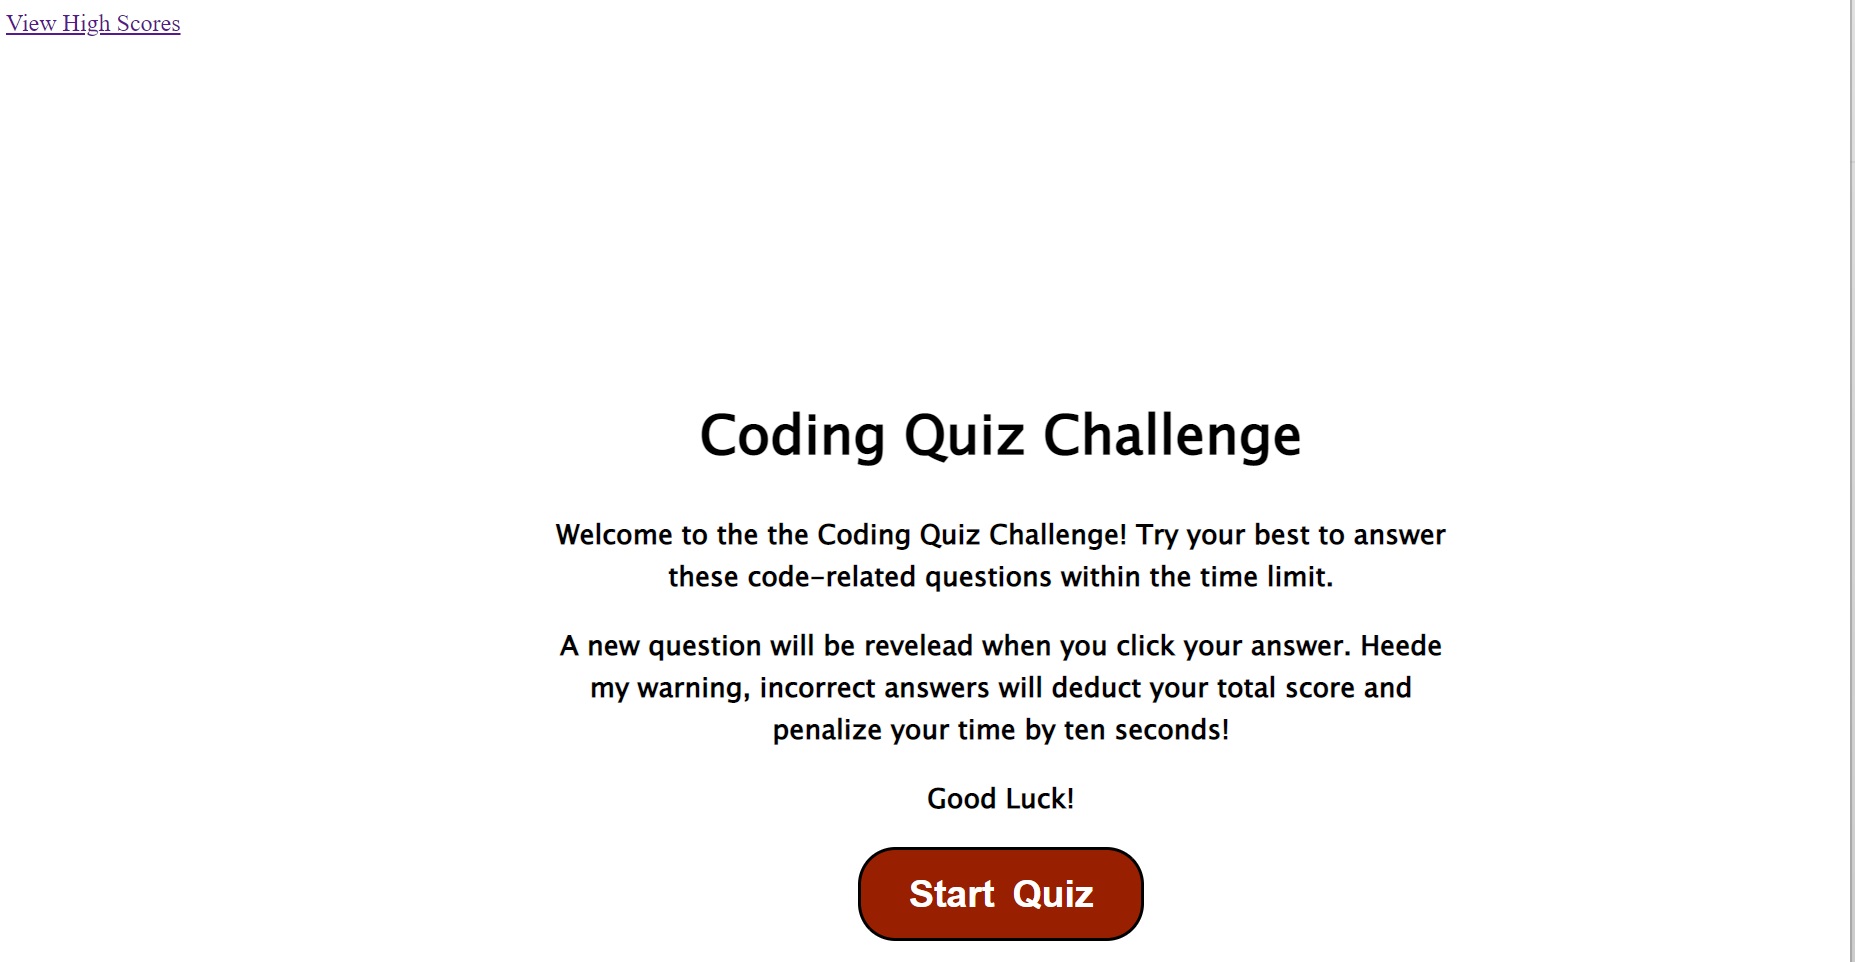 View High Scores
Coding Quiz Challenge
Welcome to the the Coding Quiz Challenge! Try your best to answer
these code-related questions within the time limit.
A new question will be revelead when you click your answer. Heede
my warning, incorrect answers will deduct your total score and
penalize your time by ten seconds!
Good Luck!
Start Quiz